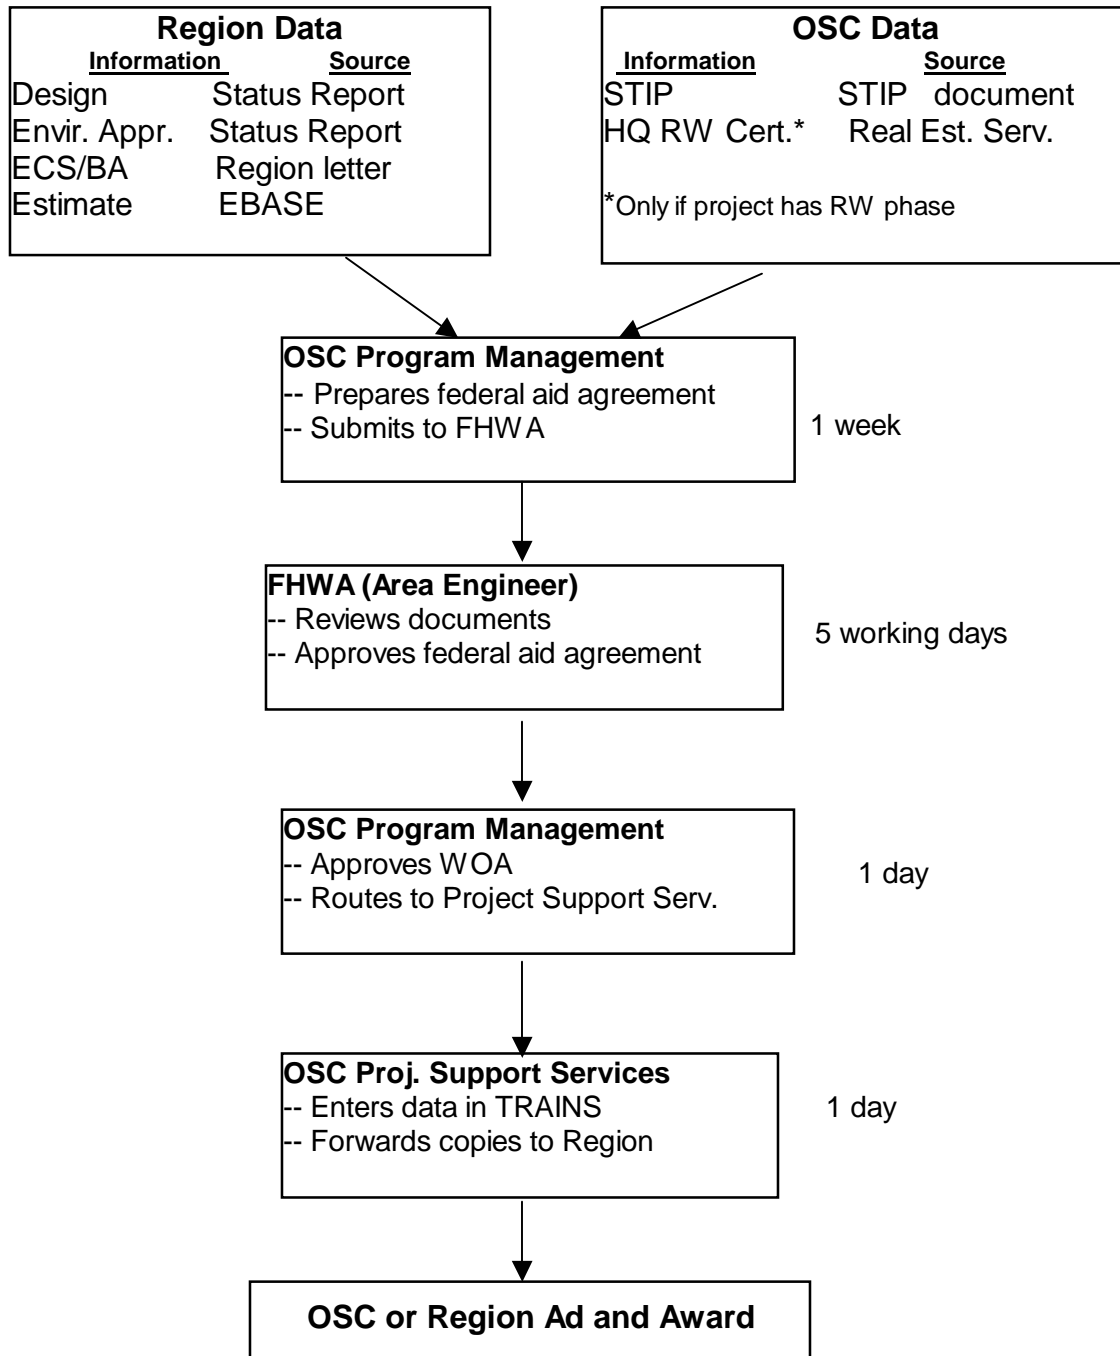 Region Data
Information Source
Design Status Report
Envir. Appr. Status Report
ECS/BA Region letter
Estimate EBASE
OSC Data
Information Source
STIP STIP document
HQ RW Cert.* Real Est. Serv.
*Only if project has RW phase
OSC Program Management
-- Prepares federal aid agreement
-- Submits to FHWA
1 week
FHWA (Area Engineer)
-- Reviews documents
-- Approves federal aid agreement
5 working days
OSC Program Management
-- Approves WOA
-- Routes to Project Support Serv.
1 day
OSC Proj. Support Services
-- Enters data in TRAINS
-- Forwards copies to Region
1 day
OSC or Region Ad and Award